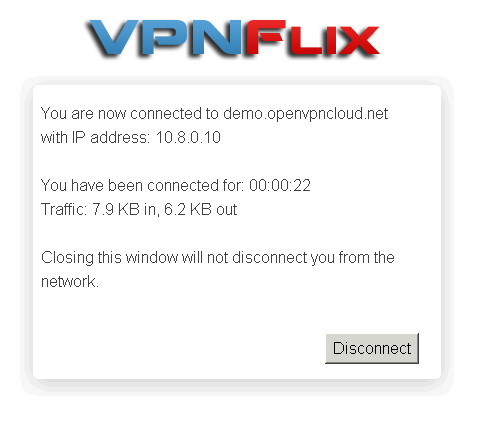 VPNFLIX
You are now connected to demo.openvpncloud.net
with IP address: 10.8.0.10
You have been connected for: 00:00:22
Traffic: 7.9 KB in, 6.2 KB out
Closing this window will not disconnect you from the
network.
Disconnect